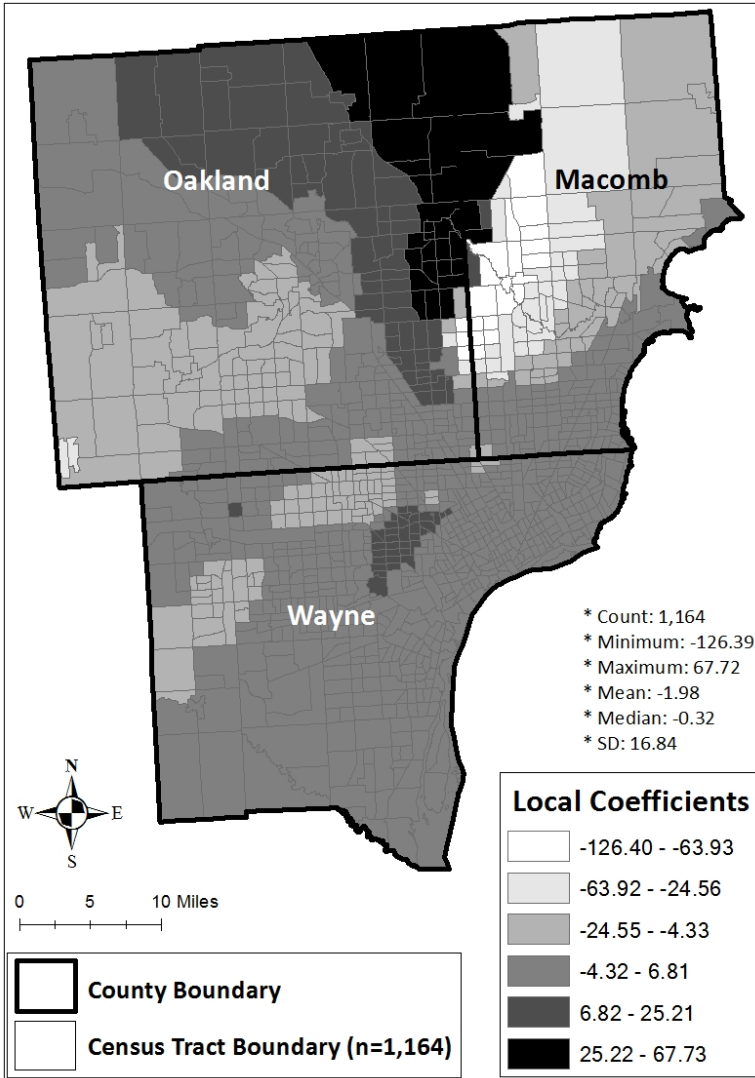 Oakland
Macomb
Wayne
* Count: 1,164
* Minimum: -126.39
* Maximum: 67.72
* Mean: -1.98
* Median: -0.32
* SD: 16.84
N
W E
S
0 5 10 Miles
County Boundary
Census Tract Boundary (n=1,164)
Local Coefficients
-126.40 - -63.93
-63.92 - -24.56
-24.55 - -4.33
-4.32 - 6.81
6.82 - 25.21
25.22 - 67.73